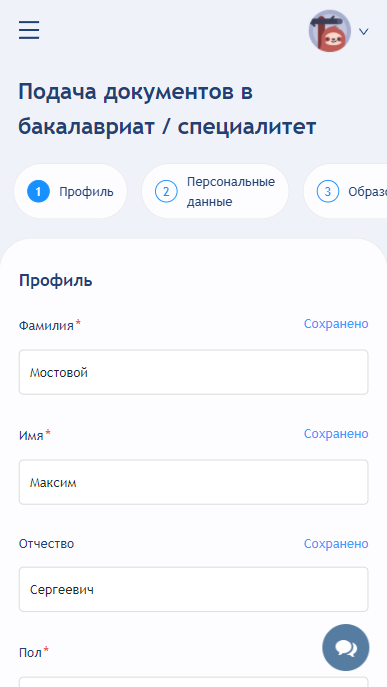 Подача документов в
бакалавриат / специалитет
1 Профиль
2 Персональные
данные
3 Образо
Профиль
Фамилия* Сохранено
Мостовой
Имя* Сохранено
Максим
Отчество Сохранено
Сергеевич
Пол*